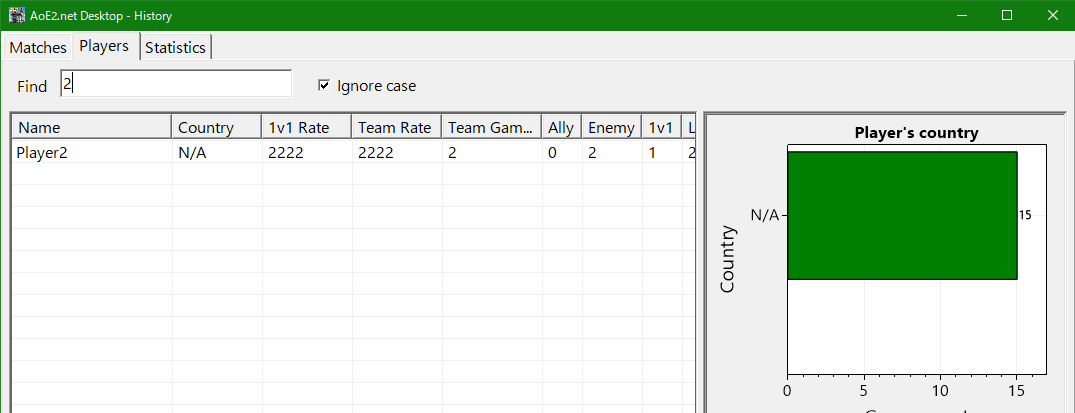 AoE2.net Desktop - History
Matches Players Statistics
Find 2 Ignore case
Name Country 1v1 Rate Team Rate Team Gam... Ally Enemy 1v1 L
Player2 N/A 2222 2222 2 0 2 1 2
Player's country
N/A 15
Country
0 5 10 15